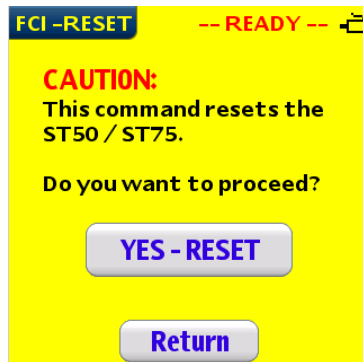 FCI -RESET
-- READY --
CAUTION:
This command resets the
ST50 / ST75.
Do you want to proceed?
YES - RESET
Return